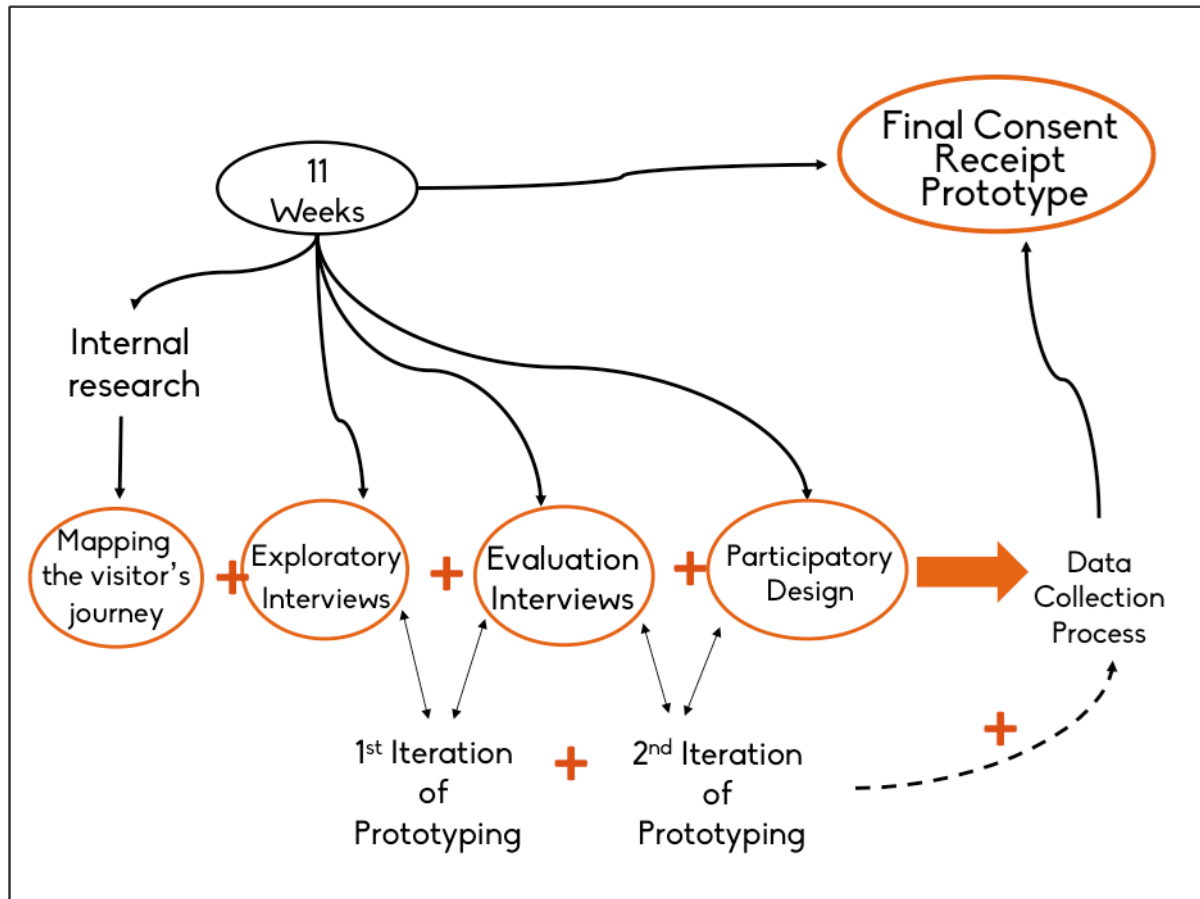 11
Weeks
Final Consent
Receipt
Prototype
Internal
research
Mapping
the visitor's
journey
+
Exploratory
Interviews
+
Evaluation
Interviews
+
Participatory
Design
Data
Collection
Process
1st Iteration
of
Prototyping
+
2nd Iteration
of
Prototyping
+